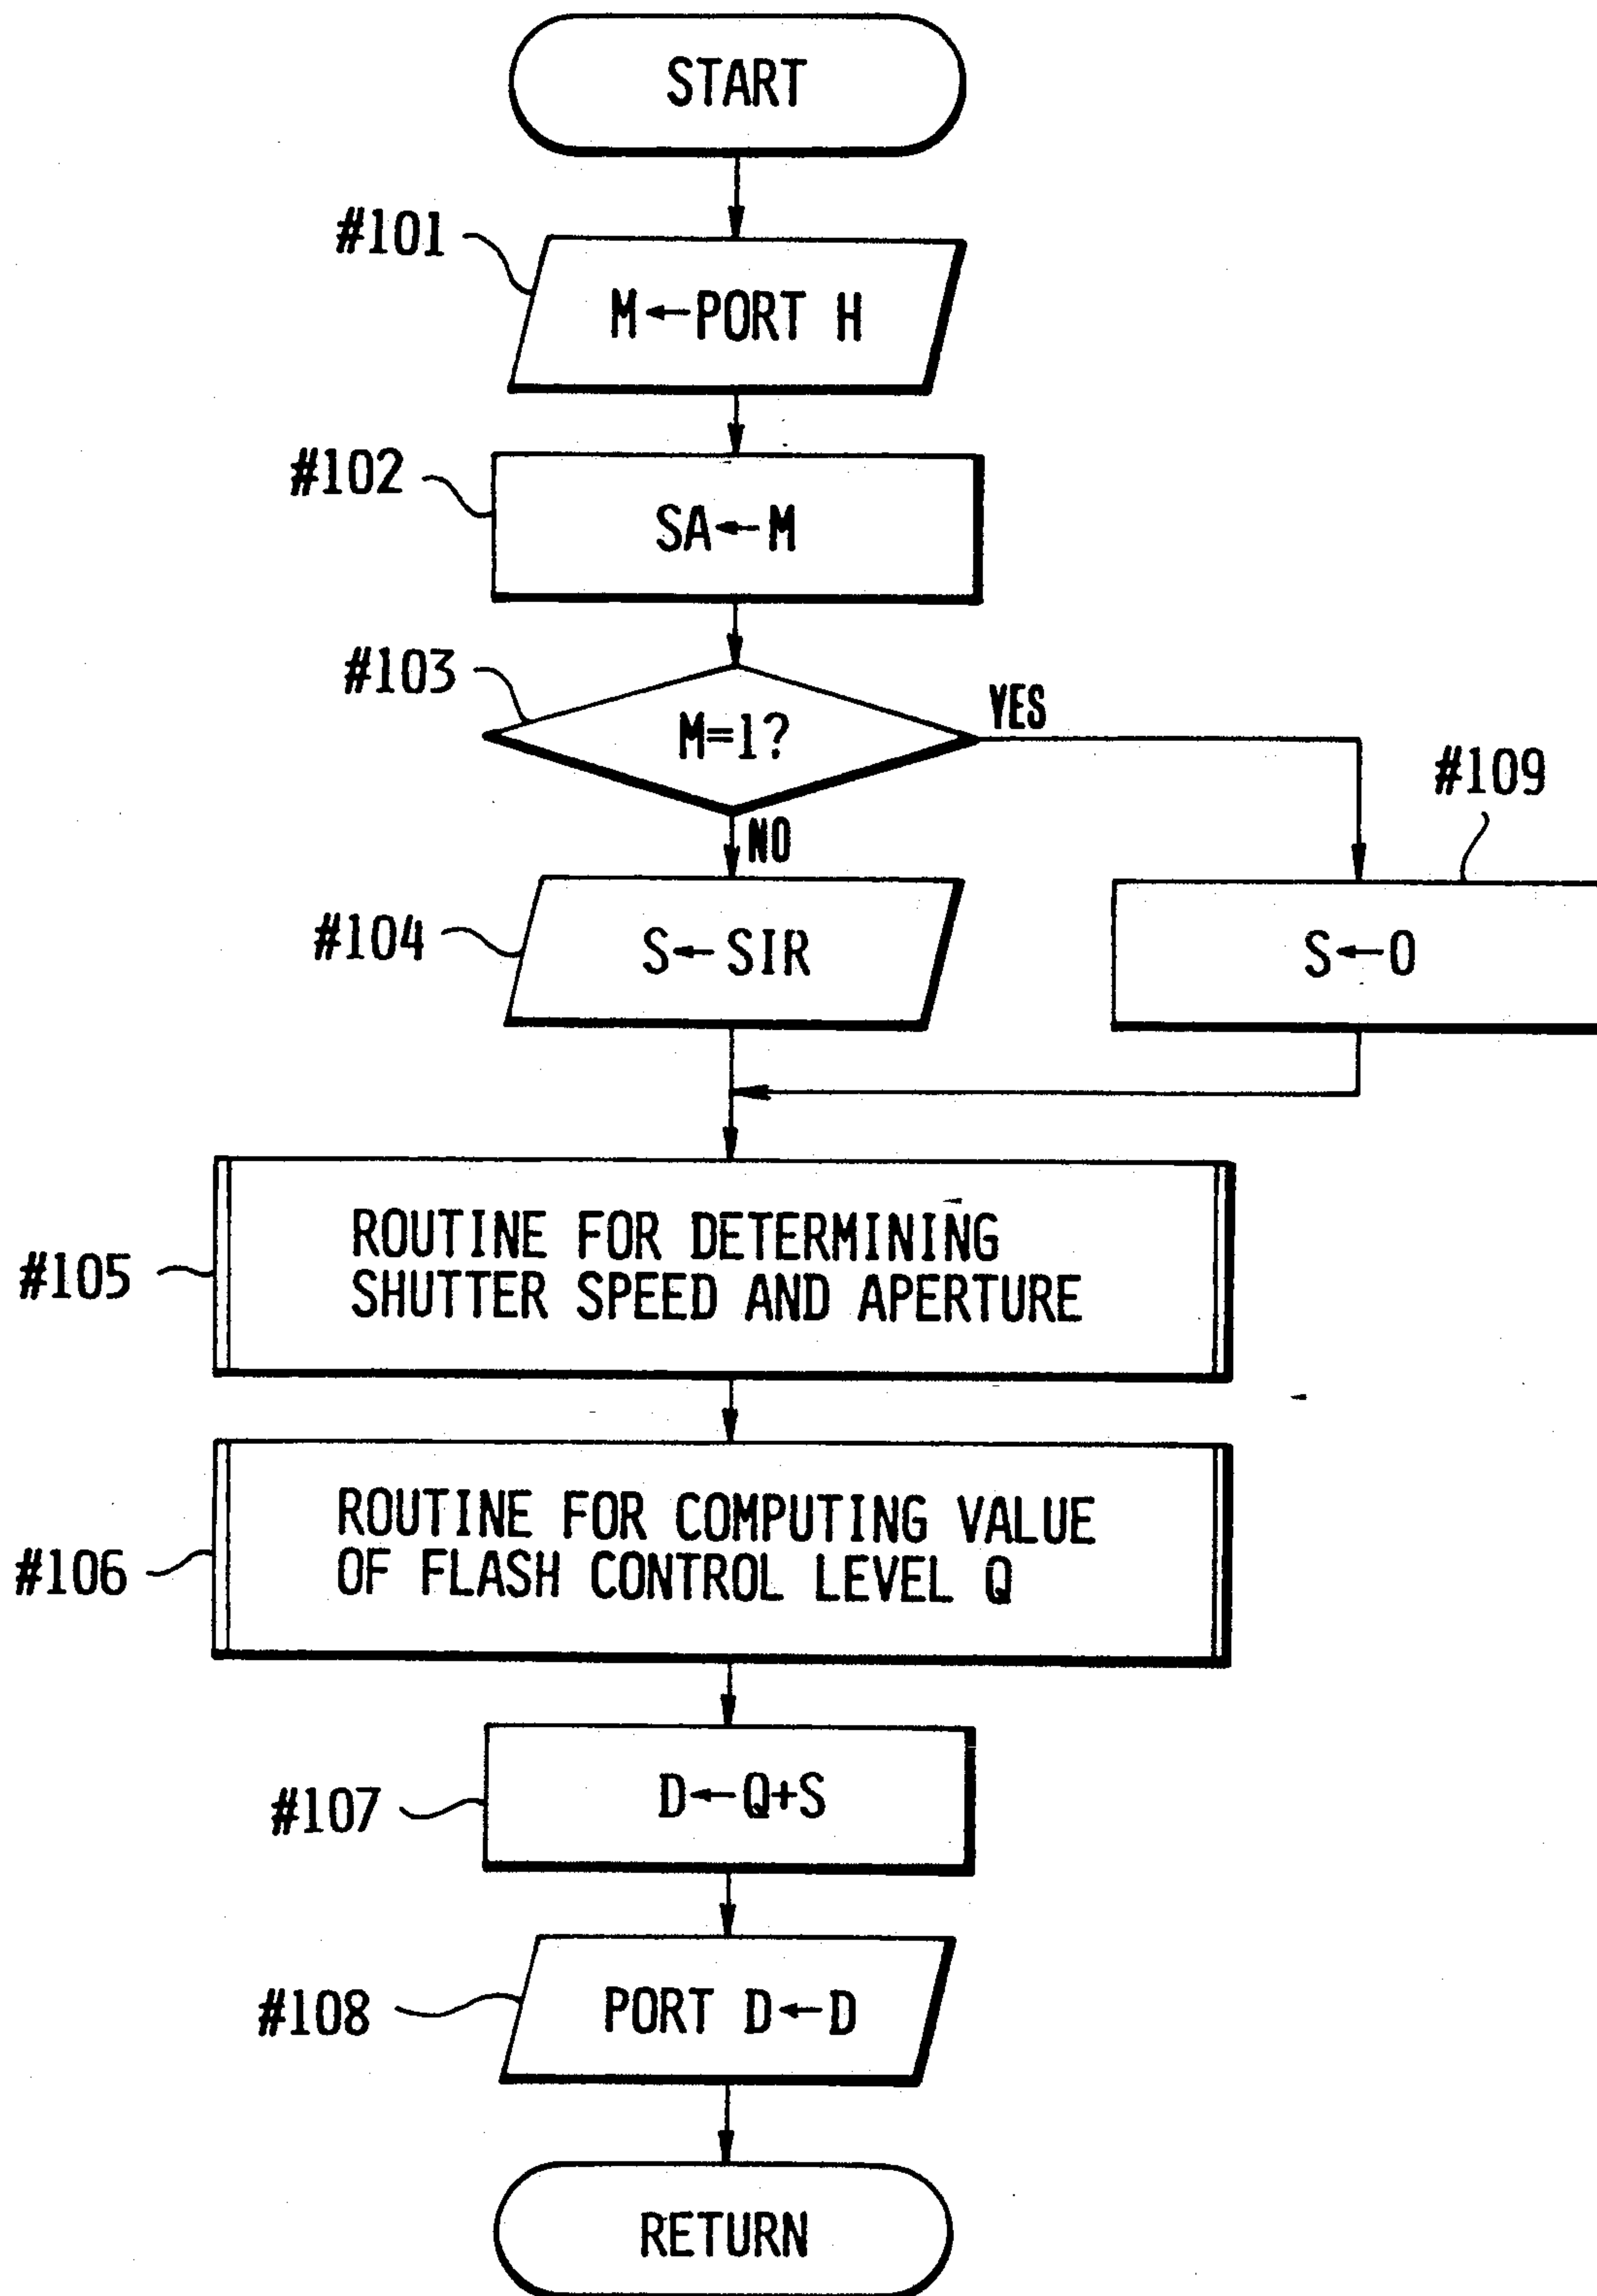 START
#101
M←PORT H
#102
SA←M
#103
M=1?
YES
NO
#109
#104
S←SIR
S←0
#105
ROUTINE FOR DETERMINING
SHUTTER SPEED AND APERTURE
#106
ROUTINE FOR COMPUTING VALUE
OF FLASH CONTROL LEVEL Q
#107
D←Q+S
#108
PORT D←D
RETURN